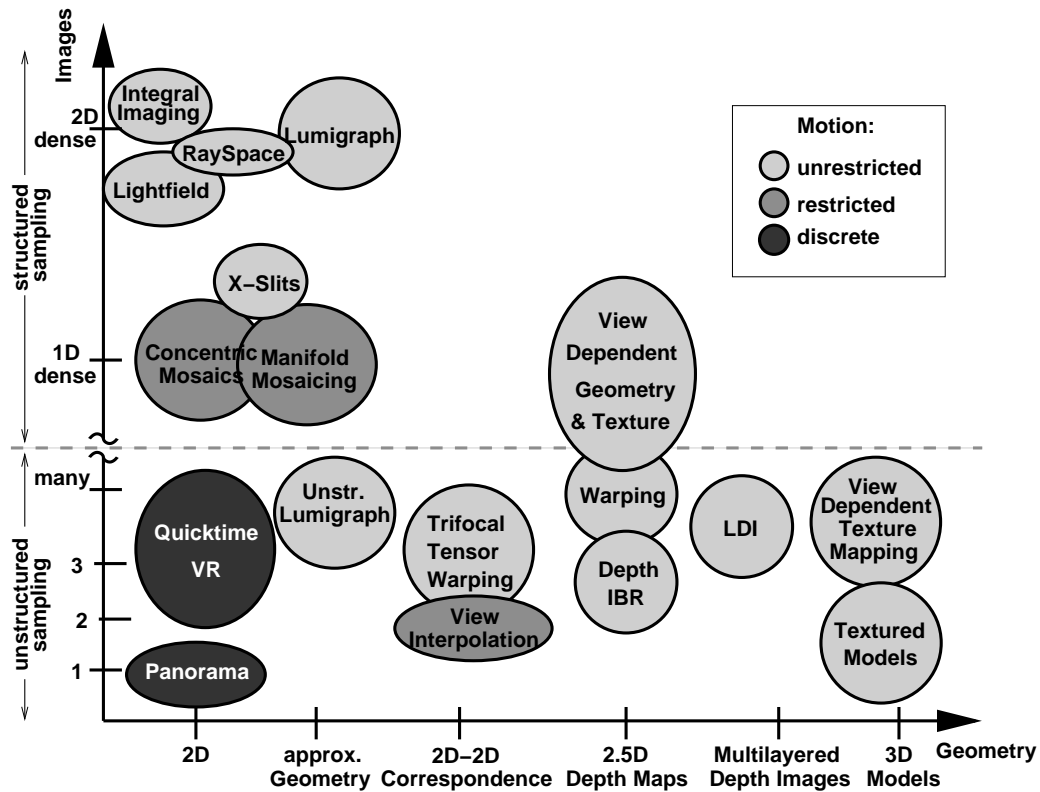 Images
structured
sampling
unstructured
sampling
2D
dense
1D
dense
many
3
2
1
Integral
Imaging
RaySpace
Lightfield
Lumigraph
X−Slits
Concentric
Mosaics
Manifold
Mosaicing
View
Dependent
Geometry
& Texture
Motion:
unrestricted
restricted
discrete
Quicktime
VR
Panorama
Unstr.
Lumigraph
Trifocal
Tensor
Warping
View
Interpolation
Warping
Depth
IBR
LDI
View
Dependent
Texture
Mapping
Textured
Models
2D
approx.
Geometry
2D−2D
Correspondence
2.5D
Depth Maps
Multilayered
Depth Images
3D
Models
Geometry